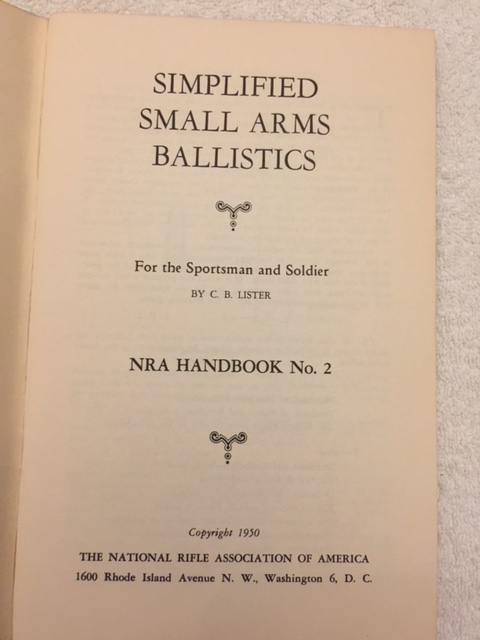 SIMPLIFIED
SMALL ARMS
BALLISTICS
For the Sportsman and Soldier
BY C. B. LISTER
NRA HANDBOOK No. 2
Copyright 1950
THE NATIONAL RIFLE ASSOCIATION OF AMERICA
1600 Rhode Island Avenue N. W., Washington 6, D. C.